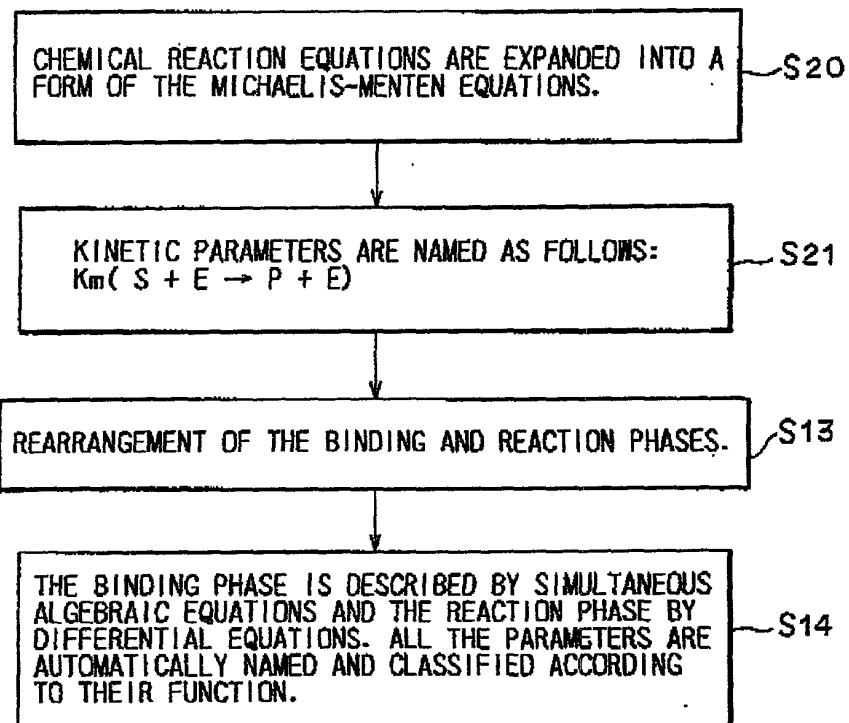 CHEMICAL REACTION EQUATIONS ARE EXPANDED INTO A
FORM OF THE MICHAELIS-MENTEN EQUATIONS.
S20
KINETIC PARAMETERS ARE NAMED AS FOLLOWS:
Km( S + E → P + E)
S21
REARRANGEMENT OF THE BINDING AND REACTION PHASES.
S13
THE BINDING PHASE IS DESCRIBED BY SIMULTANEOUS
ALGEBRAIC EQUATIONS AND THE REACTION PHASE BY
DIFFERENTIAL EQUATIONS. ALL THE PARAMETERS ARE
AUTOMATICALLY NAMED AND CLASSIFIED ACCORDING
TO THEIR FUNCTION.
S14